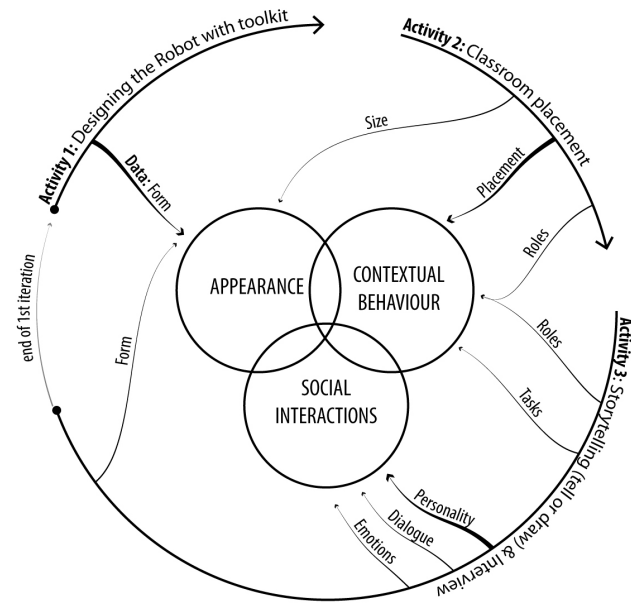 Activity 1: Designing the Robot with toolkit
Activity 2: Classroom placement
Size
Data: Form
Placement
Roles
APPEARANCE
CONTEXTUAL
BEHAVIOUR
end of 1st iteration
Form
Roles
Activity 3: Storytelling (tell or draw) & Interview
Tasks
SOCIAL
INTERACTIONS
Personality
Dialogue
Emotions